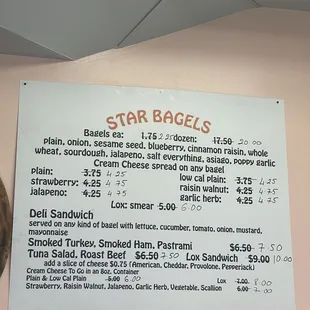 STAR BAGELS
Bagels ea: 1.75 2.25 dozen: 17.50 20.00
plain, onion, sesame seed, blueberry, cinnamon raisin, whole
wheat, sourdough, jalapeno, salt everything, asiago, poppy garlic
Cream Cheese spread on any bagel
plain: 3.75 4.25 low cal plain: 3.75 4.25
strawberry: 4.25 4.75 raisin walnut: 4.25 4.75
jalapeno: 4.25 4.75 garlic herb: 4.25 4.75
Lox: smear 5.00 6.00
Deli Sandwich
served on any kind of bagel with lettuce, cucumber, tomato, onion, mustard,
mayonnaise
Smoked Turkey, Smoked Ham, Pastrami $6.50 7.50
Tuna Salad, Roast Beef $6.50 7.50 Lox Sandwich $9.00 10.00
add a slice of cheese $0.75 (American, Cheddar, Provolone, Pepperjack)
Cream Cheese To Go in an 8oz. Container
Plain & Low Cal Plain 5.00 6.00 Lox 7.00 8.00
Strawberry, Raisin Walnut, Jalapeno, Garlic Herb, Vegetable, Scallion 6.00 7.00